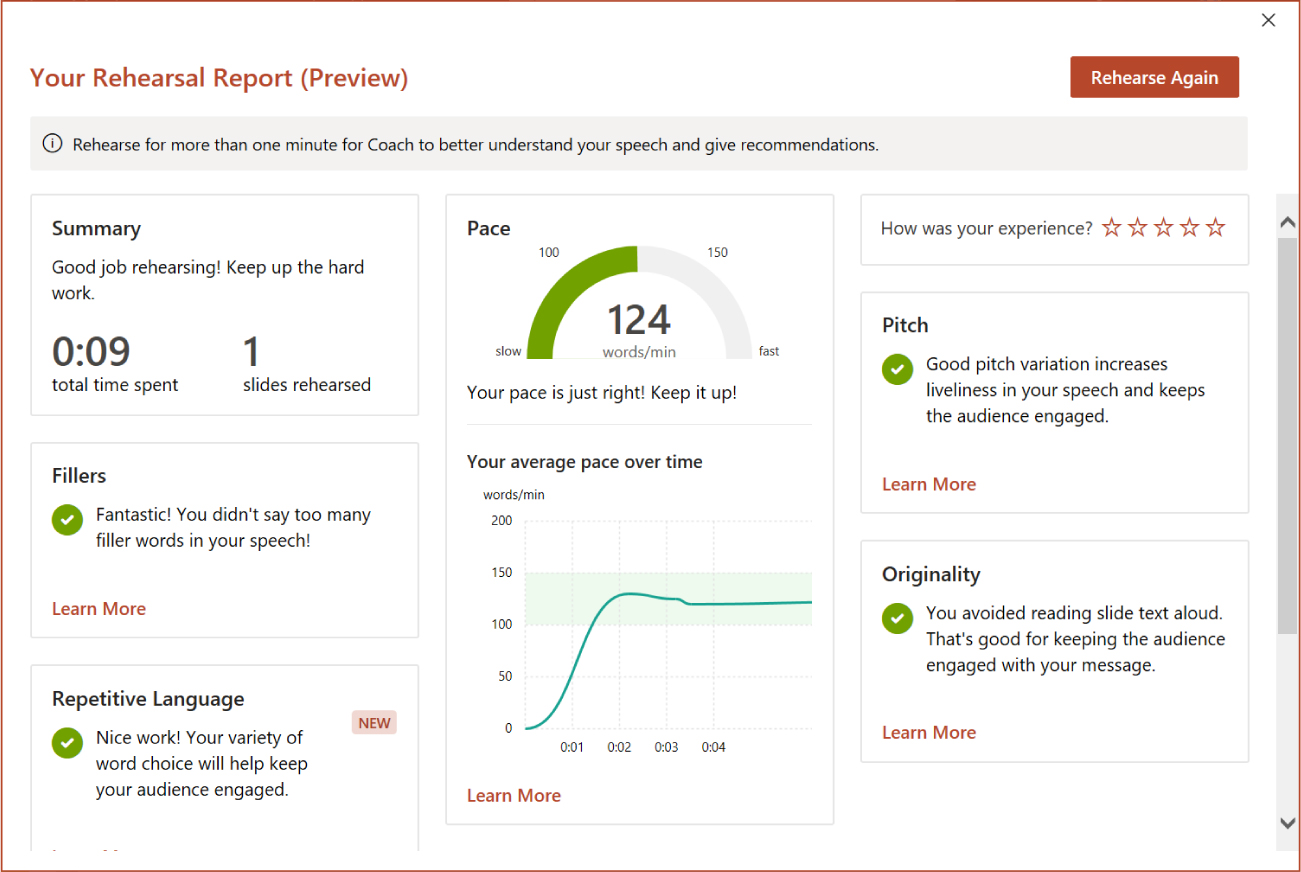 Your Rehearsal Report (Preview)
Rehearse Again
Rehearse for more than one minute for Coach to better understand your speech and give recommendations.
Summary
Good job rehearsing! Keep up the hard
work.
0:09
total time spent
1
slides rehearsed
Fillers
Fantastic! You didn't say too many
filler words in your speech!
Learn More
Repetitive Language
NEW
Nice work! Your variety of
word choice will help keep
your audience engaged.
Pace
100
150
124
words/min
slow
fast
Your pace is just right! Keep it up!
Your average pace over time
words/min
200
150
100
50
0
0:01 0:02 0:03 0:04
Learn More
How was your experience?
Pitch
Good pitch variation increases
liveliness in your speech and keeps
the audience engaged.
Learn More
Originality
You avoided reading slide text aloud.
That's good for keeping the audience
engaged with your message.
Learn More